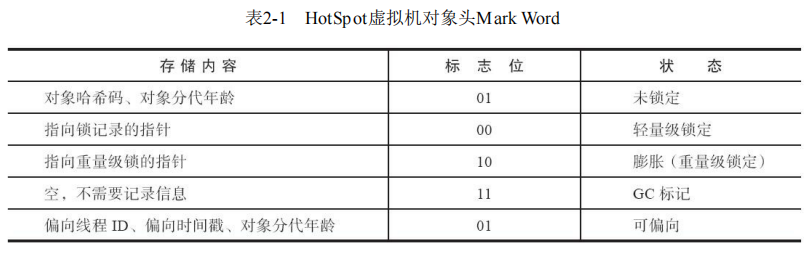 表2-1 HotSpot虚拟机对象头Mark Word
存储内容 标志位 状态
对象哈希码、对象分代年龄 01 未锁定
指向锁记录的指针 00 轻量级锁定
指向重量级锁的指针 10 膨胀（重量级锁定）
空，不需要记录信息 11 GC 标记
偏向线程 ID、偏向时间戳、对象分代年龄 01 可偏向